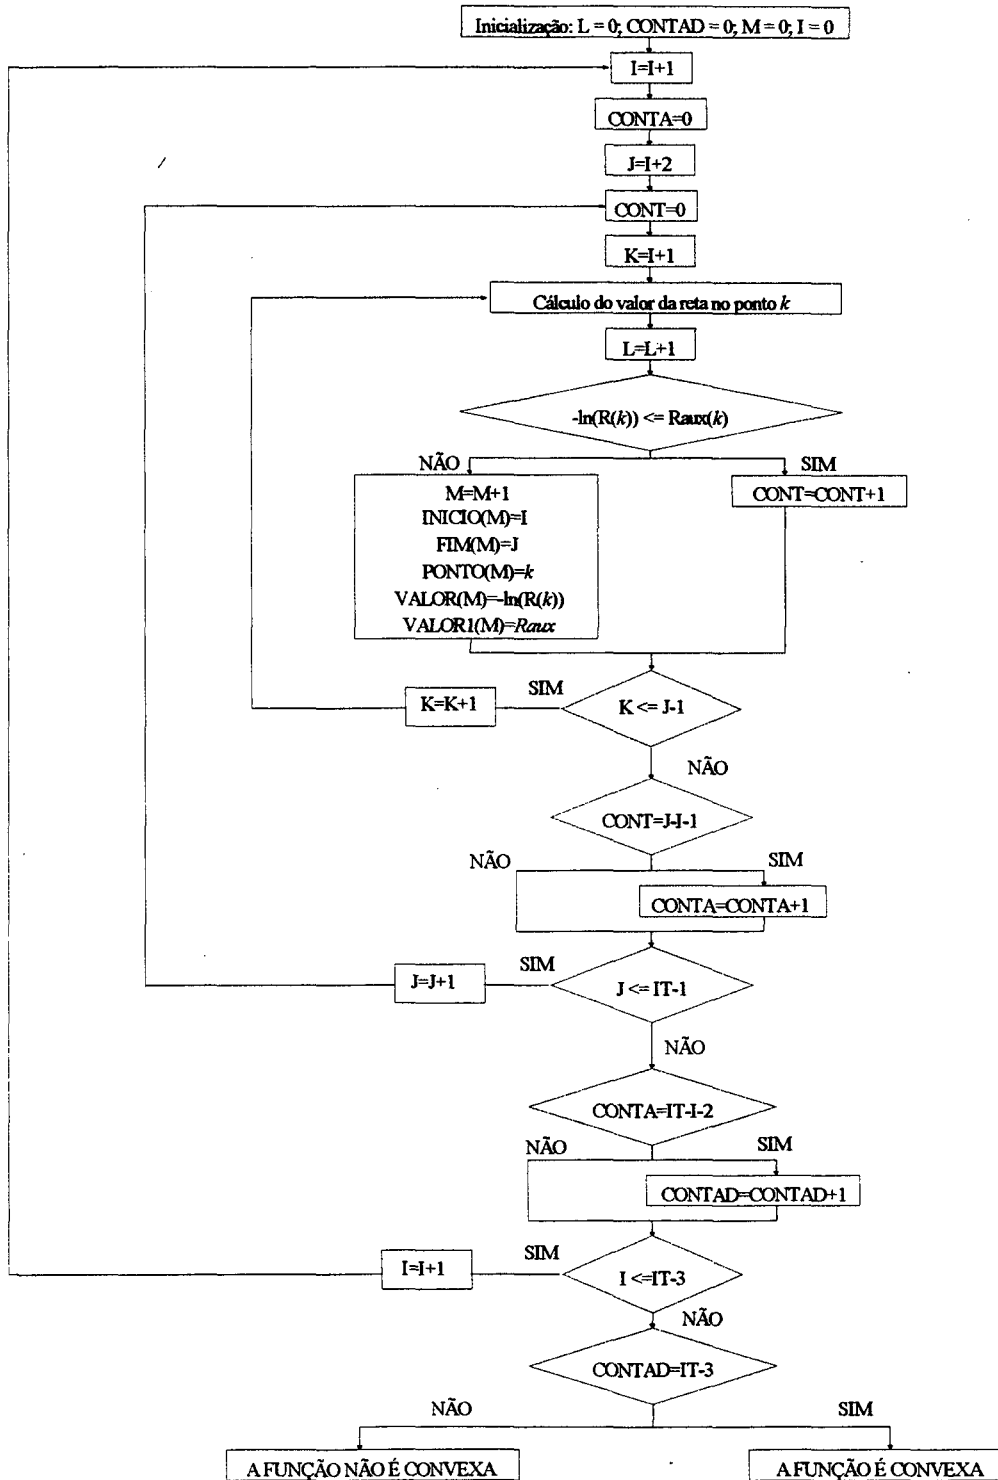 Inicialização: L = 0; CONTAD = 0; M = 0; I = 0
I=I+1
CONTA=0
J=I+2
CONT=0
K=I+1
Cálculo do valor da reta no ponto k
L=L+1
-ln(R(k)) <= Raux(k)
NÃO
SIM
M=M+1
INICIO(M)=I
FIM(M)=J
PONTO(M)=k
VALOR(M)=-ln(R(k))
VALOR1(M)=Raux
CONT=CONT+1
K=K+1
SIM
K <= J-1
NÃO
CONT=J-I-1
NÃO
SIM
CONTA=CONTA+1
J=J+1
SIM
J <= IT-1
NÃO
CONTA=IT-I-2
NÃO
SIM
CONTAD=CONTAD+1
I=I+1
SIM
I <=IT-3
NÃO
CONTAD=IT-3
NÃO
SIM
A FUNÇÃO NÃO É CONVEXA
A FUNÇÃO É CONVEXA